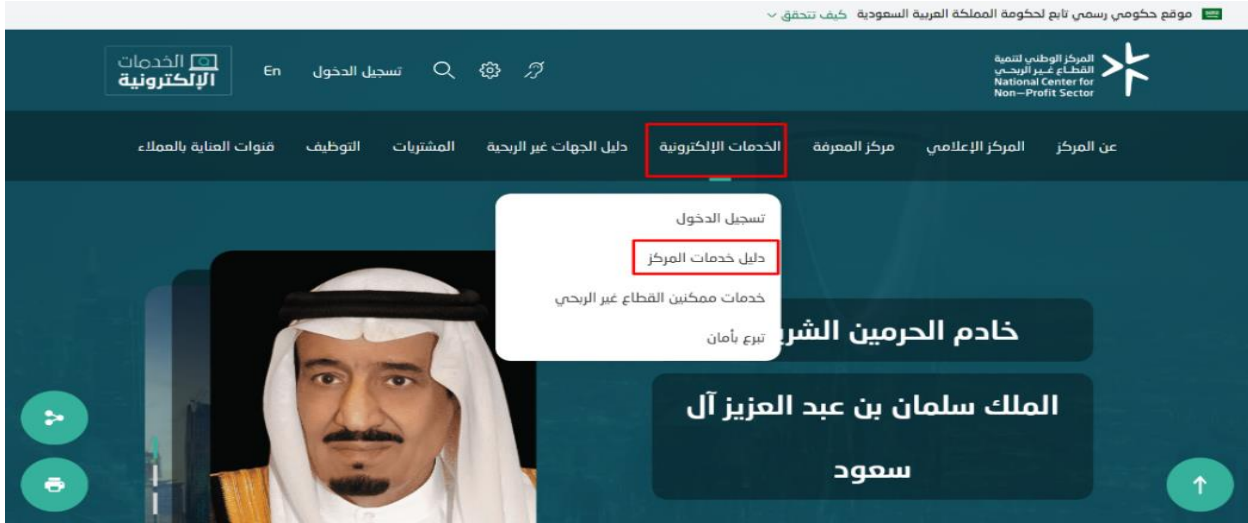 موقع حكومي رسمي تابع لحكومة المملكة العربية السعودية كيف تتحقق
المركز الوطني لتنمية
القطاع غير الربحي
National Center for
Non-Profit Sector
تسجيل الدخول
En
الخدمات
الإلكترونية
عن المركز
المركز الإعلامي
مركز المعرفة
الخدمات الإلكترونية
دليل الجهات غير الربحية
المشتريات
التوظيف
قنوات العناية بالعملاء
تسجيل الدخول
دليل خدمات المركز
خدمات ممكنين القطاع غير الربحي
تبرع بأمان
خادم الحرمين
الملك سلمان بن عبد العزيز آل
سعود